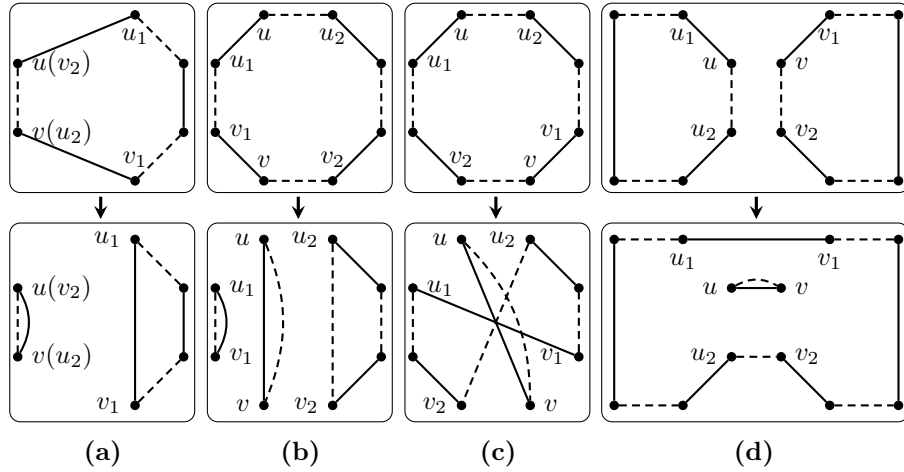 u₁ u u₂ u u₂ u₁ v₁
u(v₂) u₁ u₁ u v
v(u₂) v₁ v₁ u₂ v₂
v₁ v v₂ v₂ v
u₁ u u₂ u u₂ u₁ v₁
u(v₂) u₁ u₁ u v
v(u₂) v₁ v₁ u₂ v₂
v₁ v v₂ v₂ v
(a) (b) (c) (d)